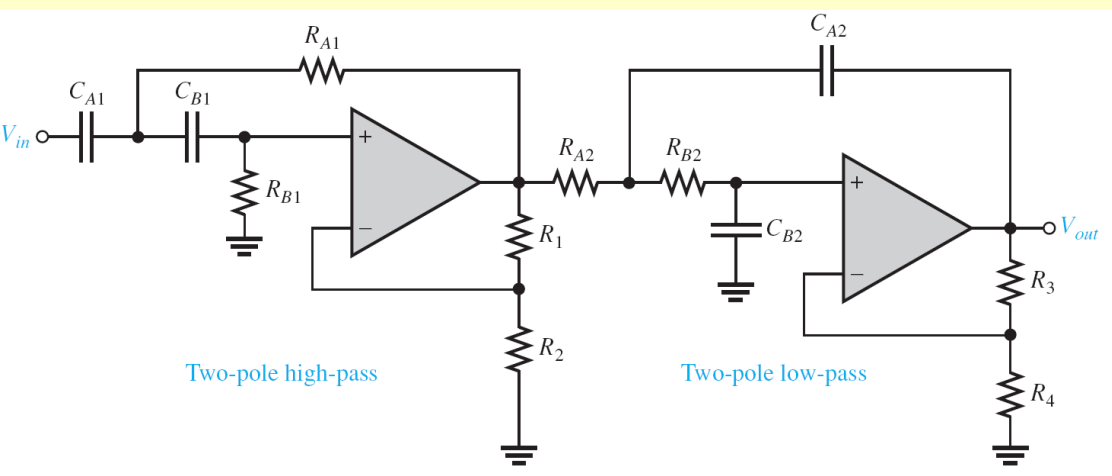 C_A2
R_A1
C_A1
C_B1
V_in
+
R_A2
R_B2
+
R_B1
−
R_1
C_B2
V_out
−
R_3
R_2
Two-pole high-pass
Two-pole low-pass
R_4